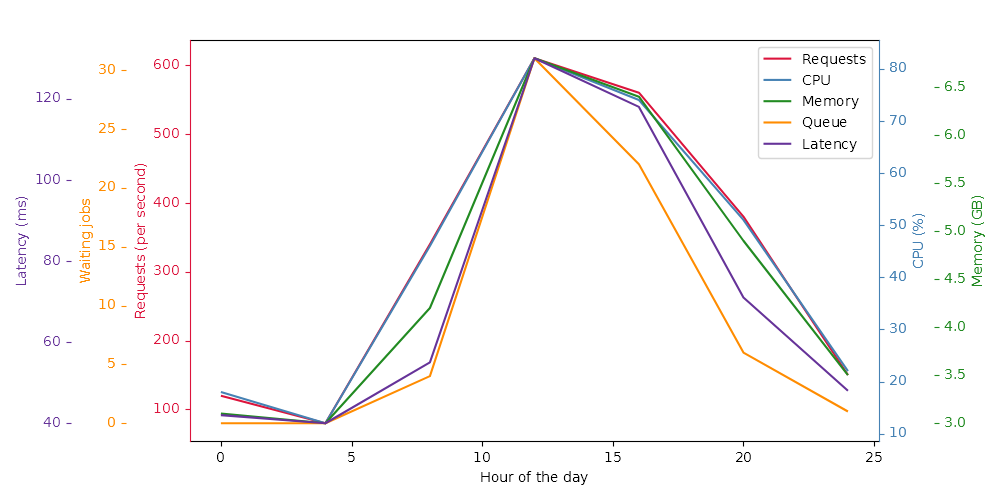 Requests
CPU
Memory
Queue
Latency
Latency (ms)
120
100
80
60
40
Waiting jobs
30
25
20
15
10
5
0
Requests (per second)
600
500
400
300
200
100
CPU (%)
80
70
60
50
40
30
20
10
Memory (GB)
6.5
6.0
5.5
5.0
4.5
4.0
3.5
3.0
0 5 10 15 20 25
Hour of the day